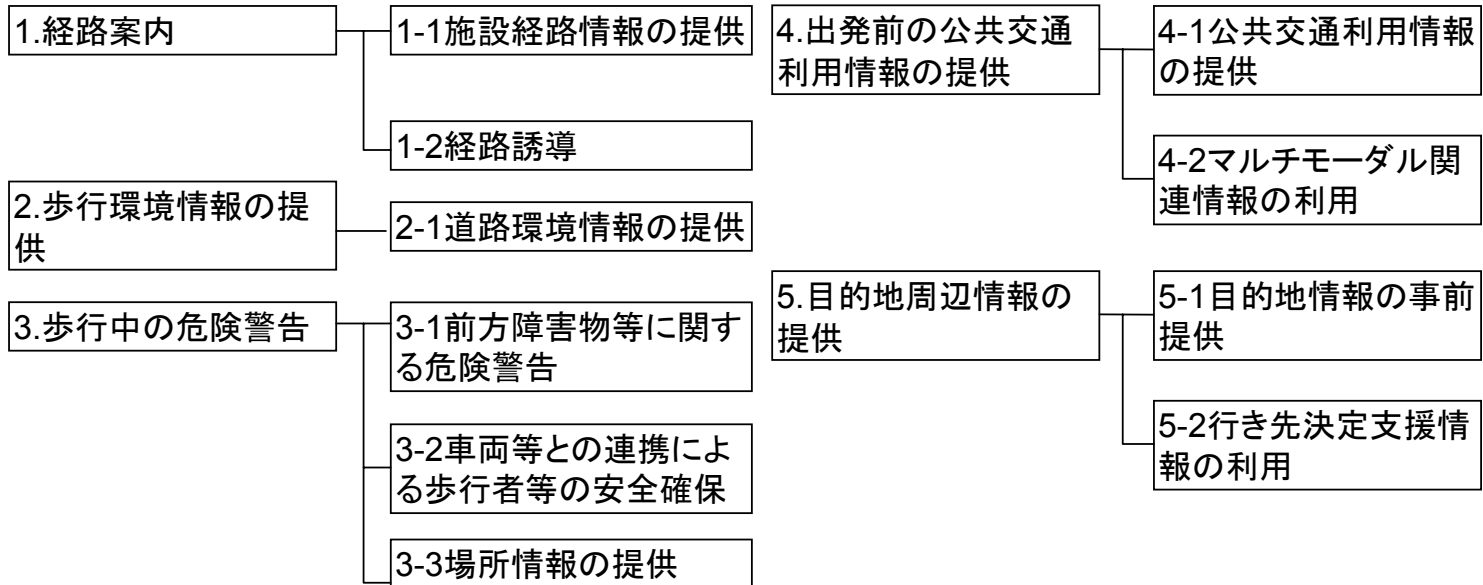 1.経路案内
1-1施設経路情報の提供
1-2経路誘導
2.歩行環境情報の提
供
2-1道路環境情報の提供
3.歩行中の危険警告
3-1前方障害物等に関す
る危険警告
3-2車両等との連携によ
る歩行者等の安全確保
3-3場所情報の提供
4.出発前の公共交通
利用情報の提供
4-1公共交通利用情報
の提供
4-2マルチモーダル関
連情報の利用
5.目的地周辺情報の
提供
5-1目的地情報の事前
提供
5-2行き先決定支援情
報の利用